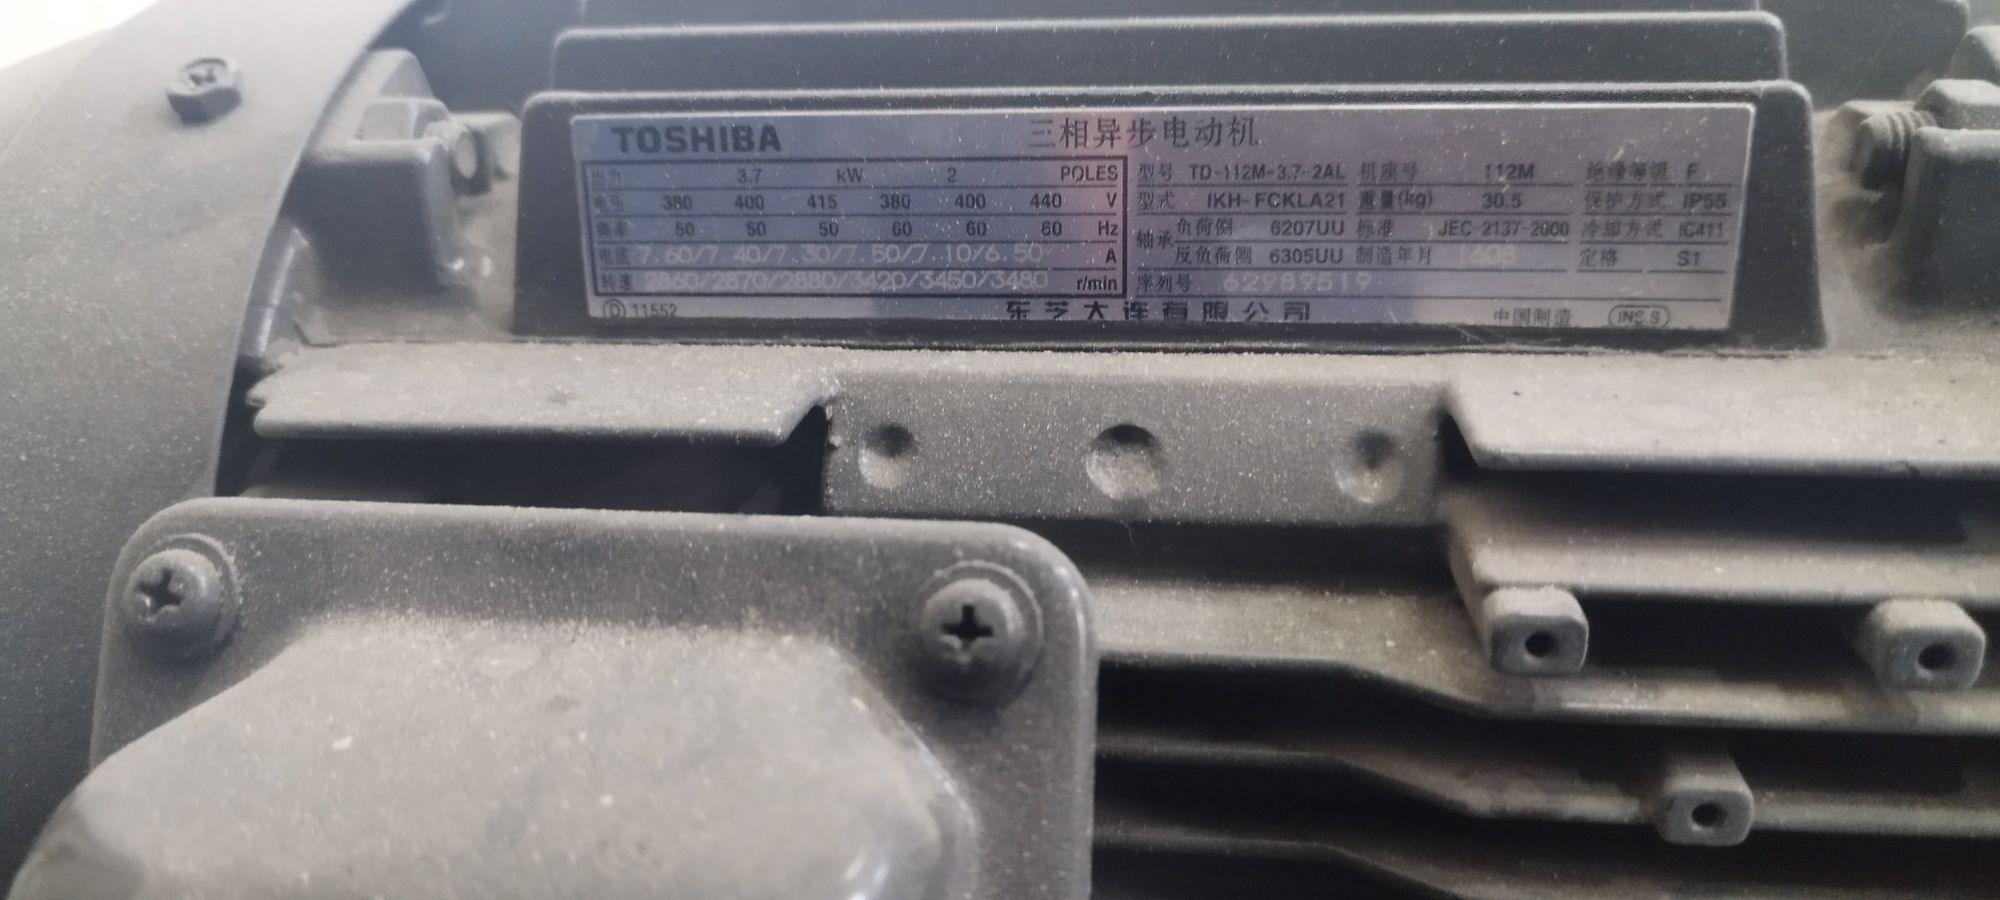 TOSHIBA 三相异步电动机
出力 3.7 kW 2 POLES
电压 380 400 415 380 400 440 V
频率 50 50 50 60 60 60 Hz
电流 7.60/7.40/7.30/7.50/7.10/6.50 A
转速 2860/2870/2880/3420/3450/3480 r/min
型号 TD-112M-3.7-2AL 机座号 112M 绝缘等级 F
型式 IKH-FCKLA21 重量(kg) 30.5 保护方式 IP55
轴承 负荷侧 6207UU 标准 JEC-2137-2000 冷却方式 IC411
反负荷侧 6305UU 制造年月 1608 定格 S1
序列号 62989519
D 11552 东芝大连有限公司 中国制造 INS.S